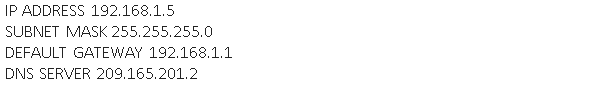 IP ADDRESS 192.168.1.5
SUBNET MASK 255.255.255.0
DEFAULT GATEWAY 192.168.1.1
DNS SERVER 209.165.201.2